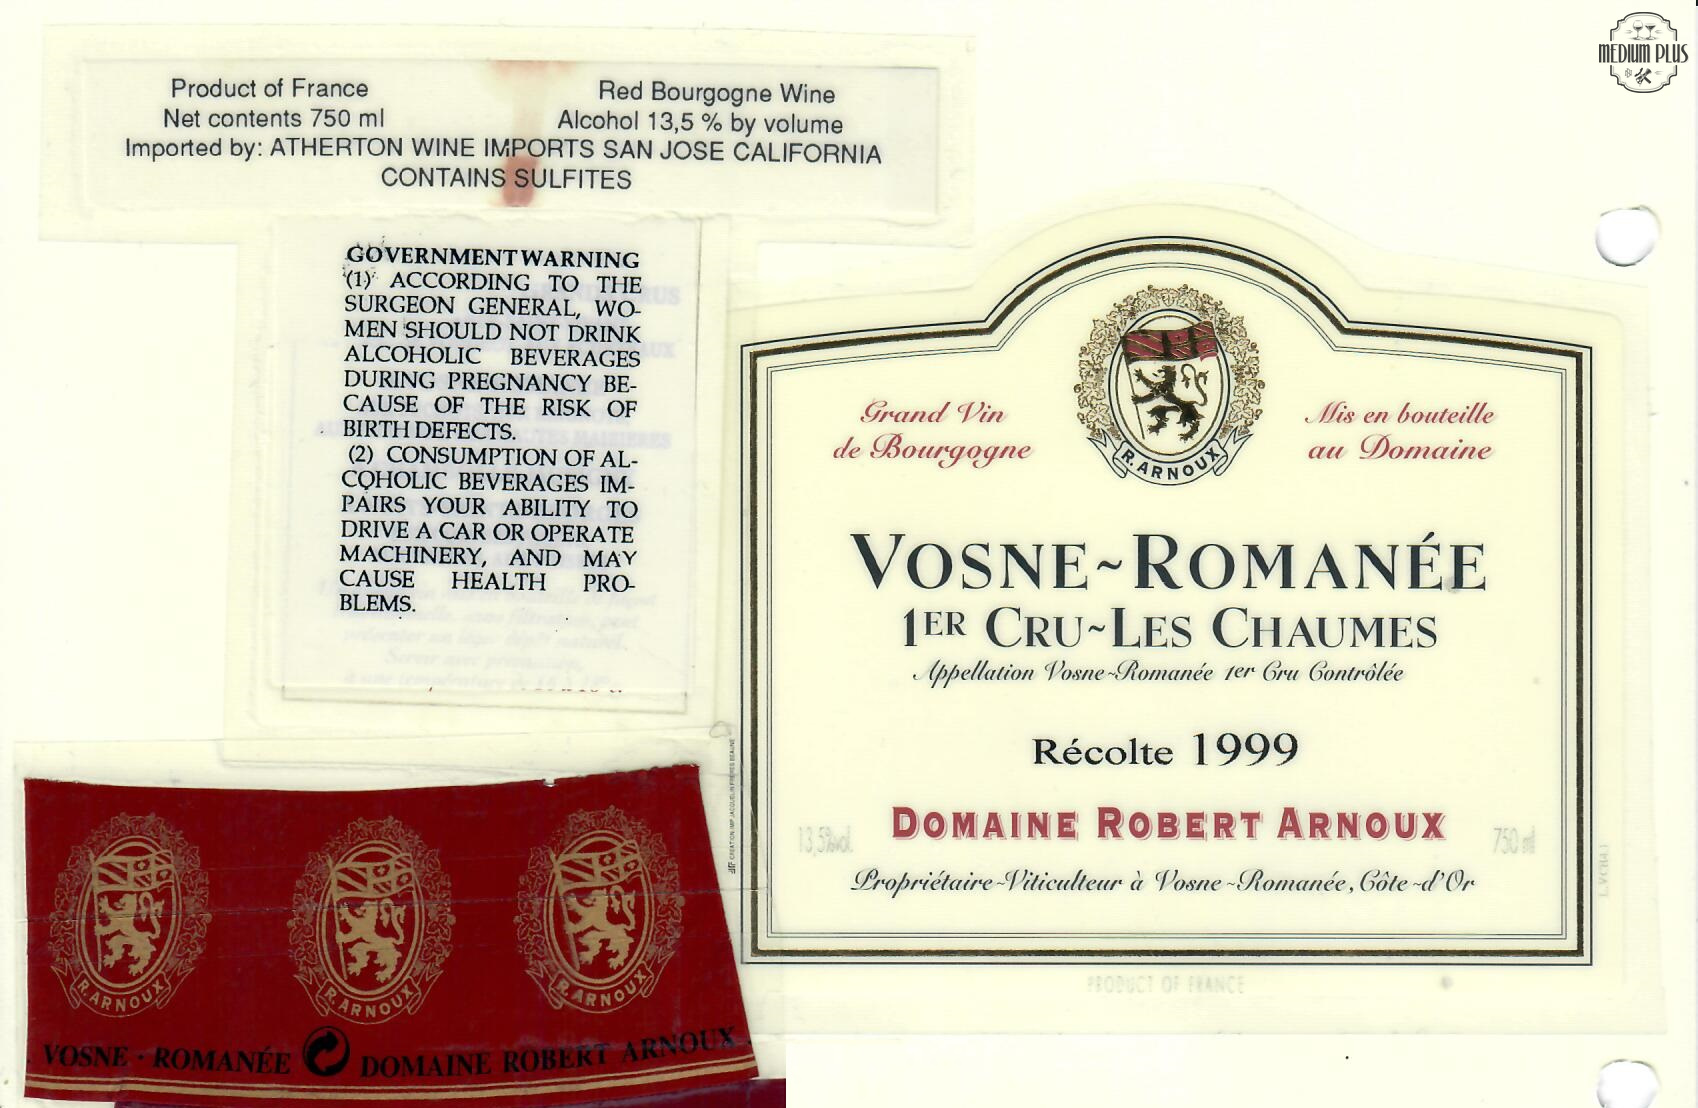 MEDIUM PLUS
Product of France
Net contents 750 ml
Red Bourgogne Wine
Alcohol 13,5 % by volume
Imported by: ATHERTON WINE IMPORTS SAN JOSE CALIFORNIA
CONTAINS SULFITES
GOVERNMENT WARNING
(1) ACCORDING TO THE
SURGEON GENERAL, WO-
MEN SHOULD NOT DRINK
ALCOHOLIC BEVERAGES
DURING PREGNANCY BE-
CAUSE OF THE RISK OF
BIRTH DEFECTS.
(2) CONSUMPTION OF AL-
COHOLIC BEVERAGES IM-
PAIRS YOUR ABILITY TO
DRIVE A CAR OR OPERATE
MACHINERY, AND MAY
CAUSE HEALTH PRO-
BLEMS.
R. ARNOUX
Grand Vin
de Bourgogne
Mis en bouteille
au Domaine
VOSNE~ROMANÉE
1ER CRU~LES CHAUMES
Appellation Vosne~Romanée 1er Cru Contrôlée
Récolte 1999
DOMAINE ROBERT ARNOUX
13,5%vol.
750 ml
Propriétaire~Viticulteur à Vosne~Romanée, Côte~d'Or
PRODUCT OF FRANCE
R. ARNOUX
R. ARNOUX
R. ARNOUX
VOSNE · ROMANÉE DOMAINE ROBERT ARNOUX